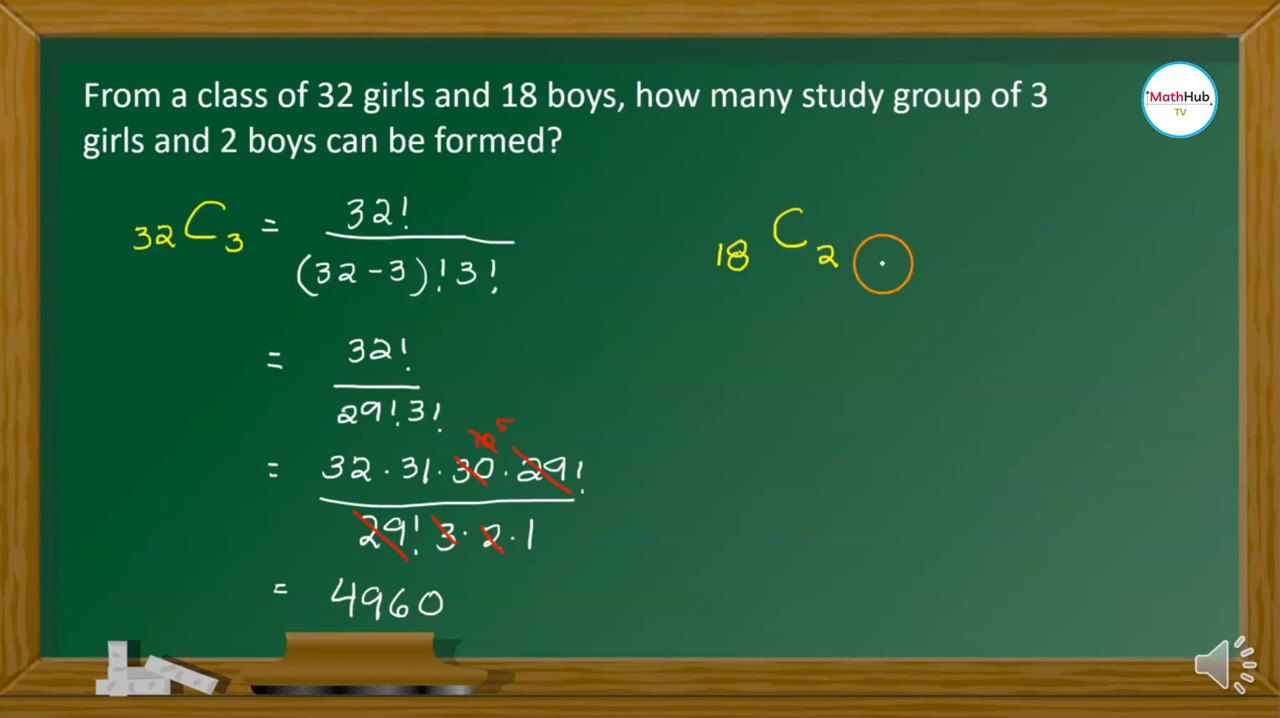 From a class of 32 girls and 18 boys, how many study group of 3
girls and 2 boys can be formed?
MathHub
TV
32C3 = 32! / (32-3)!3!
= 32! / 29!3!
= 32·31·30·29! / 29!3·2·1
10 5
= 4960
18C2